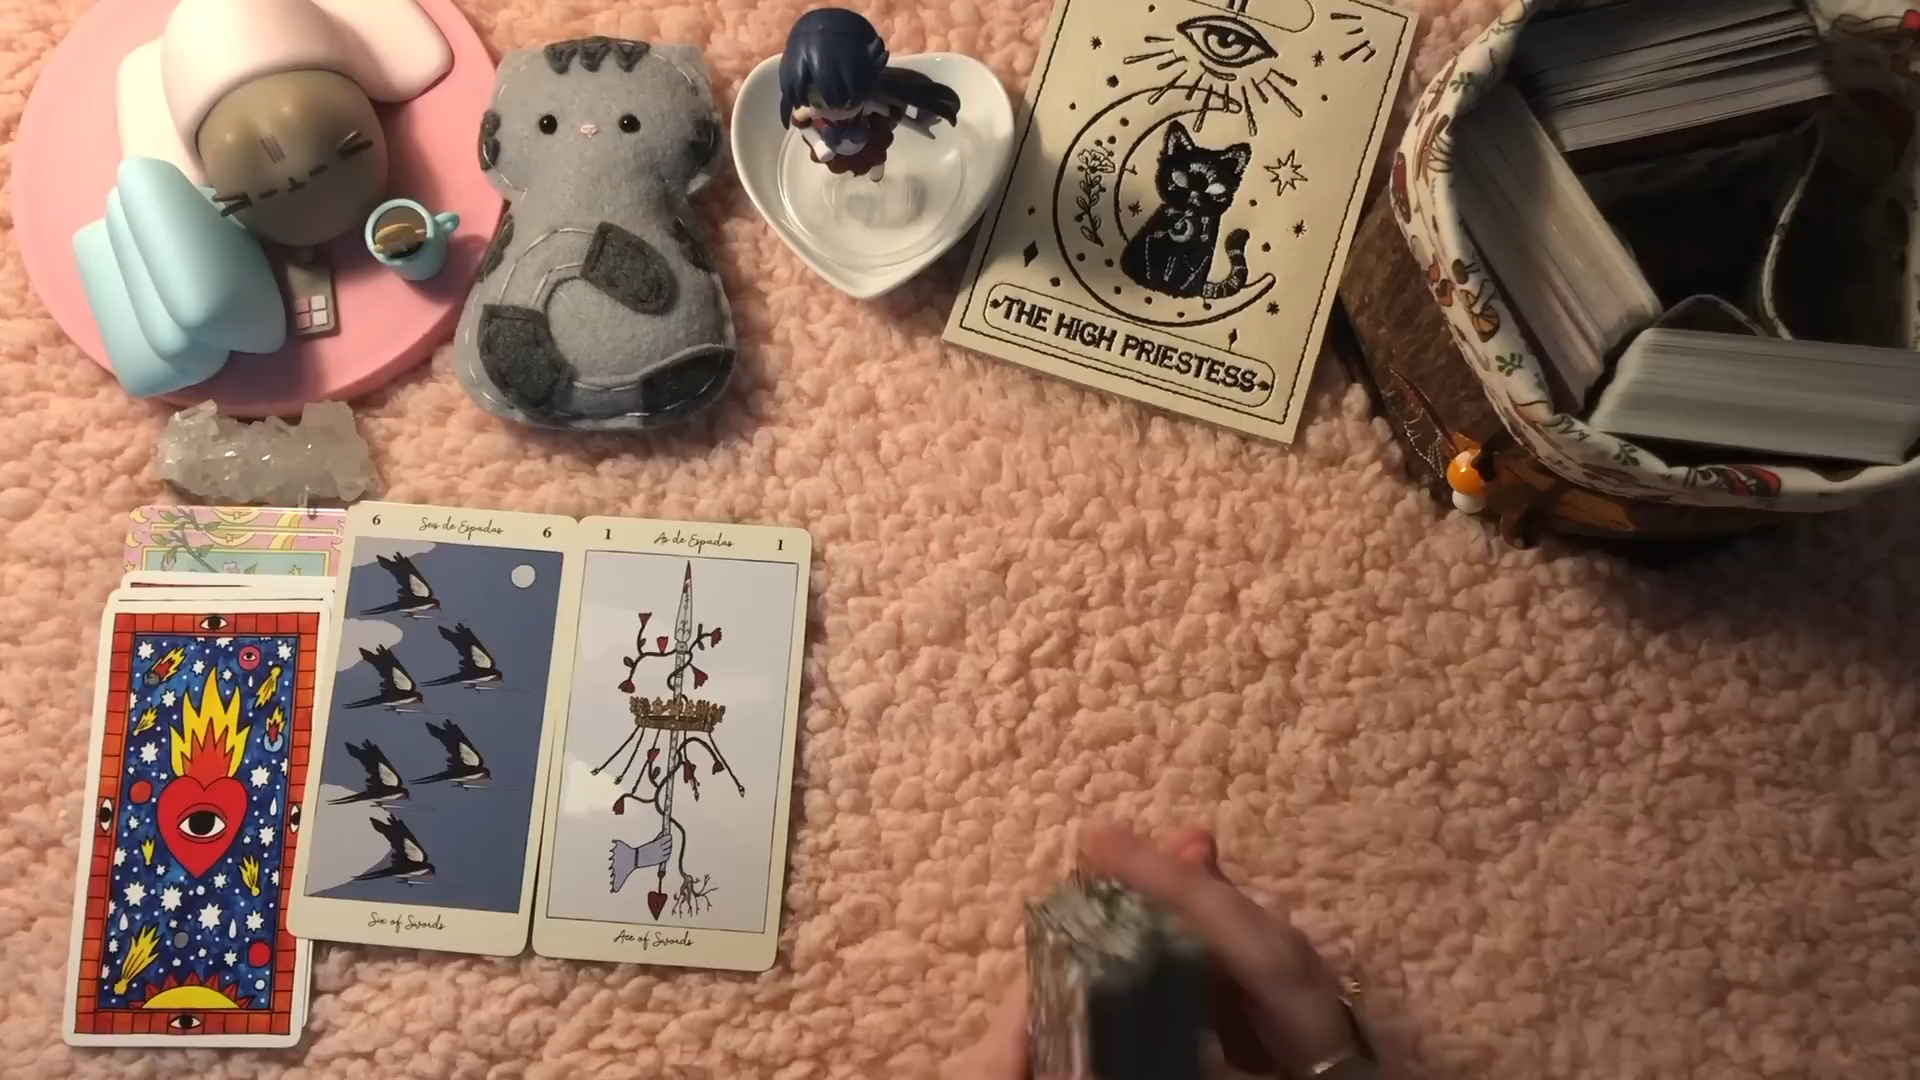 THE HIGH PRIESTESS
6 Seis de Espadas 6
Six of Swords
1 As de Espadas 1
Ace of Swords